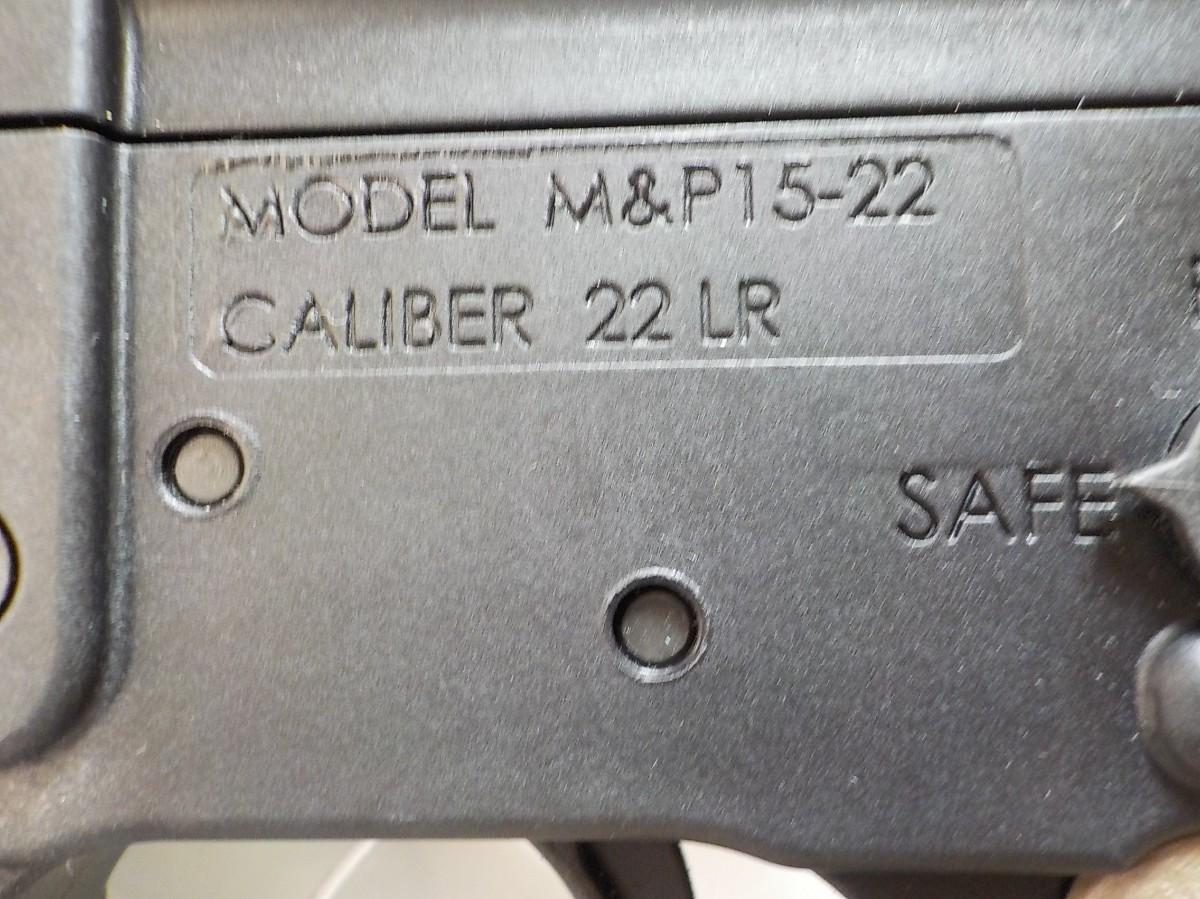 MODEL M&P15-22
CALIBER 22 LR
SAFE